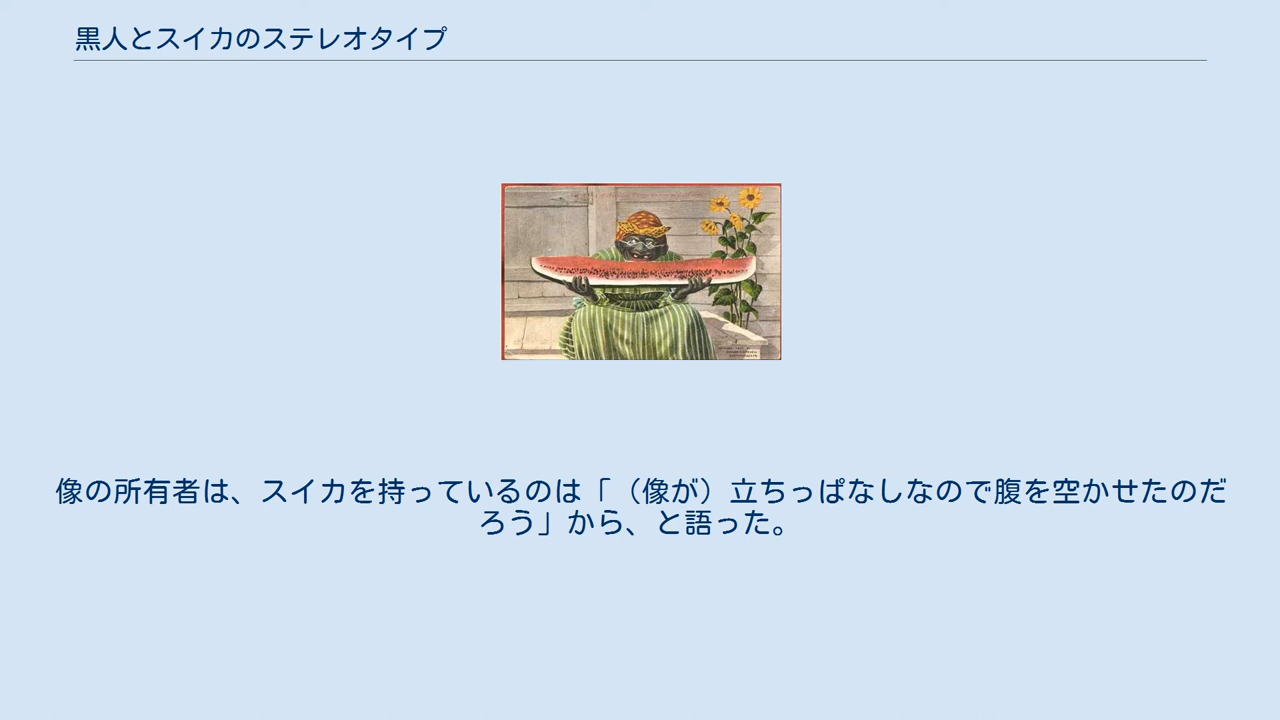 黒人とスイカのステレオタイプ
像の所有者は、スイカを持っているのは「（像が）立ちっぱなしなので腹を空かせたのだ
ろう」から、と語った。